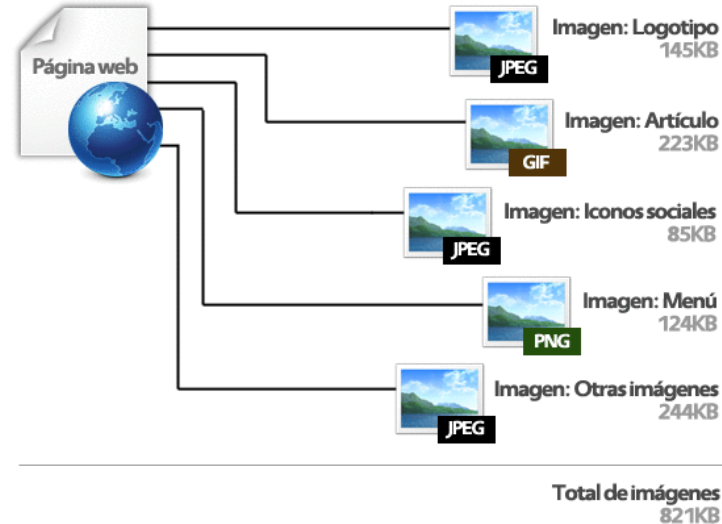 Página web
Imagen: Logotipo
145KB
JPEG
Imagen: Artículo
223KB
GIF
Imagen: Iconos sociales
85KB
JPEG
Imagen: Menú
124KB
PNG
Imagen: Otras imágenes
244KB
JPEG
Total de imágenes
821KB